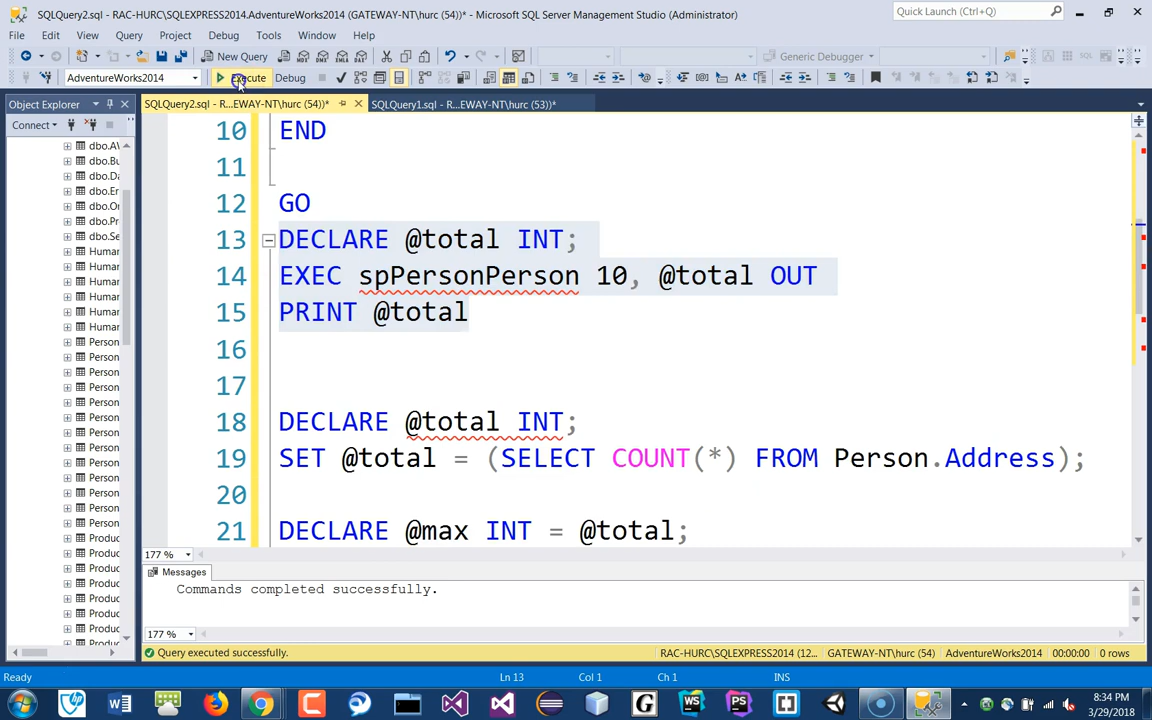 SQLQuery2.sql - RAC-HURC\SQLEXPRESS2014.AdventureWorks2014 (GATEWAY-NT\hurc (54))* - Microsoft SQL Server Management Studio (Administrator)
Quick Launch (Ctrl+Q)
File Edit View Query Project Debug Tools Window Help
New Query
Generic Debugger
AdventureWorks2014
Execute
Debug
Object Explorer
SQLQuery2.sql - R...EWAY-NT\hurc (54))*
SQLQuery1.sql - R...EWAY-NT\hurc (53))*
Connect
dbo.AV
dbo.Bu
dbo.Da
dbo.Er
dbo.Or
dbo.Pr
dbo.Se
Human
Human
Human
Human
Human
Human
Person
Person
Person
Person
Person
Person
Person
Person
Person
Person
Person
Person
Person
Produc
Produc
Produc
Produc
Produc
Produc
Produc
Produc
10 END
11
12 GO
13 DECLARE @total INT;
14 EXEC spPersonPerson 10, @total OUT
15 PRINT @total
16
17
18 DECLARE @total INT;
19 SET @total = (SELECT COUNT(*) FROM Person.Address);
20
21 DECLARE @max INT = @total;
177 %
Messages
Commands completed successfully.
177 %
Query executed successfully.
RAC-HURC\SQLEXPRESS2014 (12...
GATEWAY-NT\hurc (54)
AdventureWorks2014
00:00:00
0 rows
Ready
Ln 13
Col 1
Ch 1
INS
8:34 PM
3/29/2018